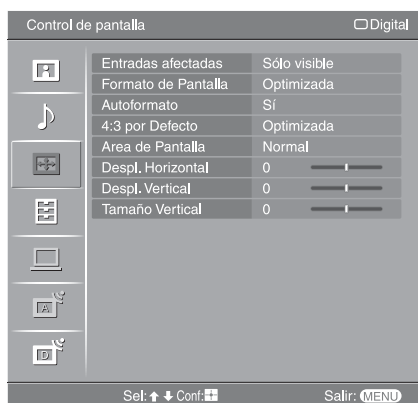 Control de pantalla Digital
Entradas afectadas Sólo visible
Formato de Pantalla Optimizada
Autoformato Sí
4:3 por Defecto Optimizada
Area de Pantalla Normal
Despl. Horizontal 0
Despl. Vertical 0
Tamaño Vertical 0
A
D
Sel: Conf: Salir: MENU